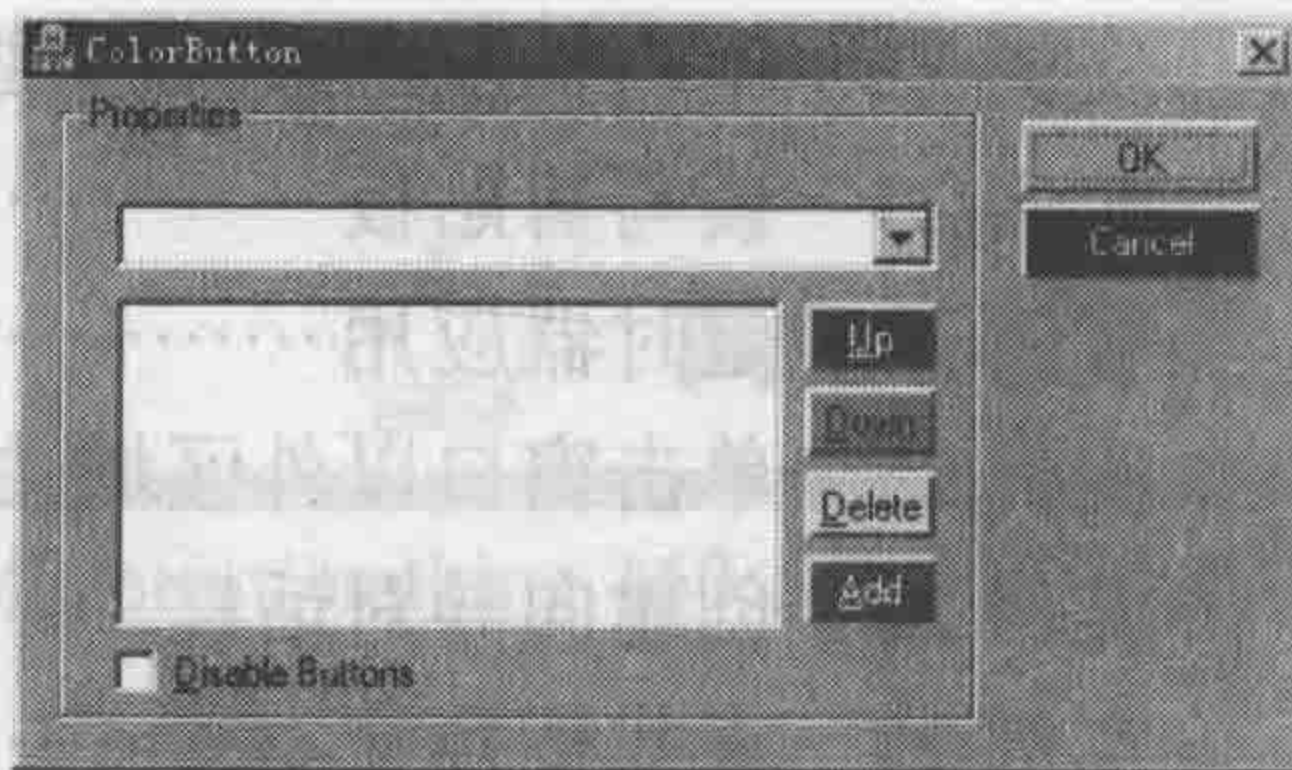 ColorButton
Properties
OK
Cancel
Up
Down
Delete
Add
Disable Buttons